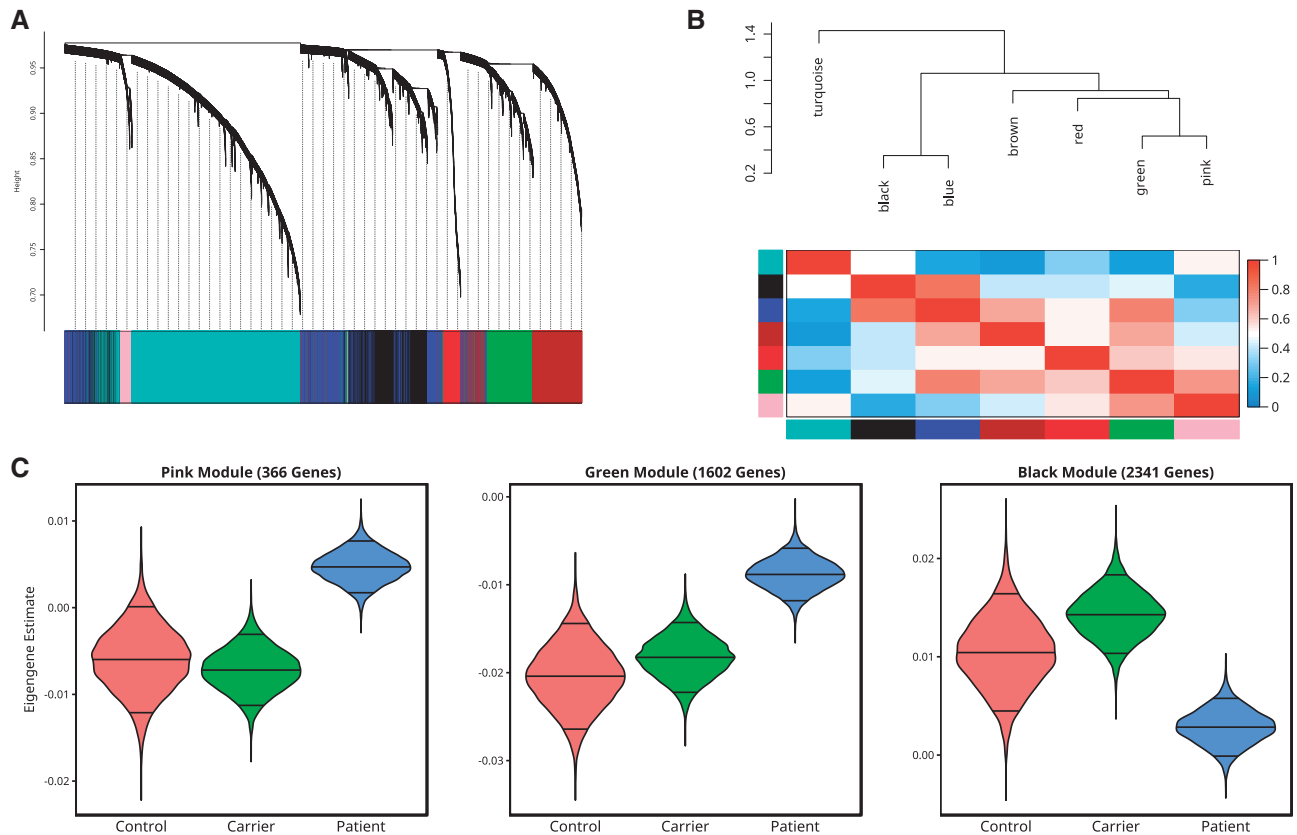 A
B
Height
0.95
0.90
0.85
0.80
0.75
0.70
1.4
1.0
0.6
0.2
turquoise
black
blue
brown
red
green
pink
1
0.8
0.6
0.4
0.2
0
C
Pink Module (366 Genes)
Green Module (1602 Genes)
Black Module (2341 Genes)
Eigengene Estimate
0.01
0.00
-0.01
-0.02
Control Carrier Patient
0.00
-0.01
-0.02
-0.03
Control Carrier Patient
0.02
0.01
0.00
Control Carrier Patient